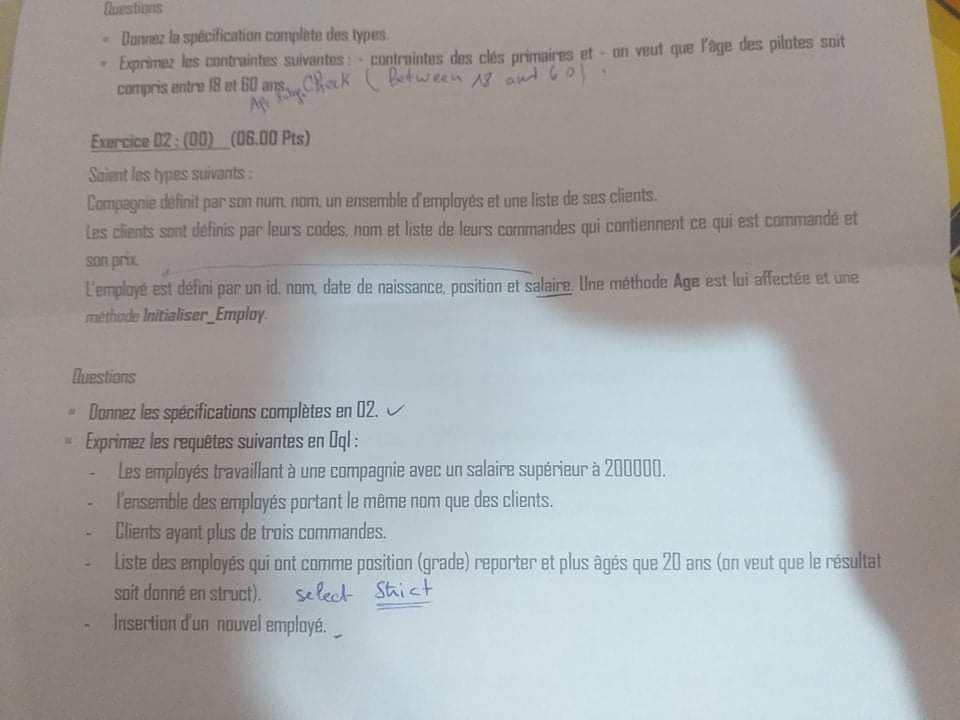 Questions
Donnez la spécification complète des types.
Exprimez les contraintes suivantes : - contraintes des clés primaires et - on veut que l'âge des pilotes soit
compris entre 18 et 60 ans. Check ( Between 18 and 60).
Exercice 02 : (OO) (06.00 Pts)
Soient les types suivants :
Compagnie définit par son num, nom, un ensemble d'employés et une liste de ses clients.
Les clients sont définis par leurs codes, nom et liste de leurs commandes qui contiennent ce qui est commandé et
son prix.
L'employé est défini par un id, nom, date de naissance, position et salaire. Une méthode Age est lui affectée et une
méthode Initialiser_Employ.
Questions
Donnez les spécifications complètes en O2. ✓
Exprimez les requêtes suivantes en Oql :
- Les employés travaillant à une compagnie avec un salaire supérieur à 200000.
- l'ensemble des employés portant le même nom que des clients.
- Clients ayant plus de trois commandes.
- Liste des employés qui ont comme position (grade) reporter et plus âgés que 20 ans (on veut que le résultat
soit donné en struct). select Strict
- Insertion d'un nouvel employé.